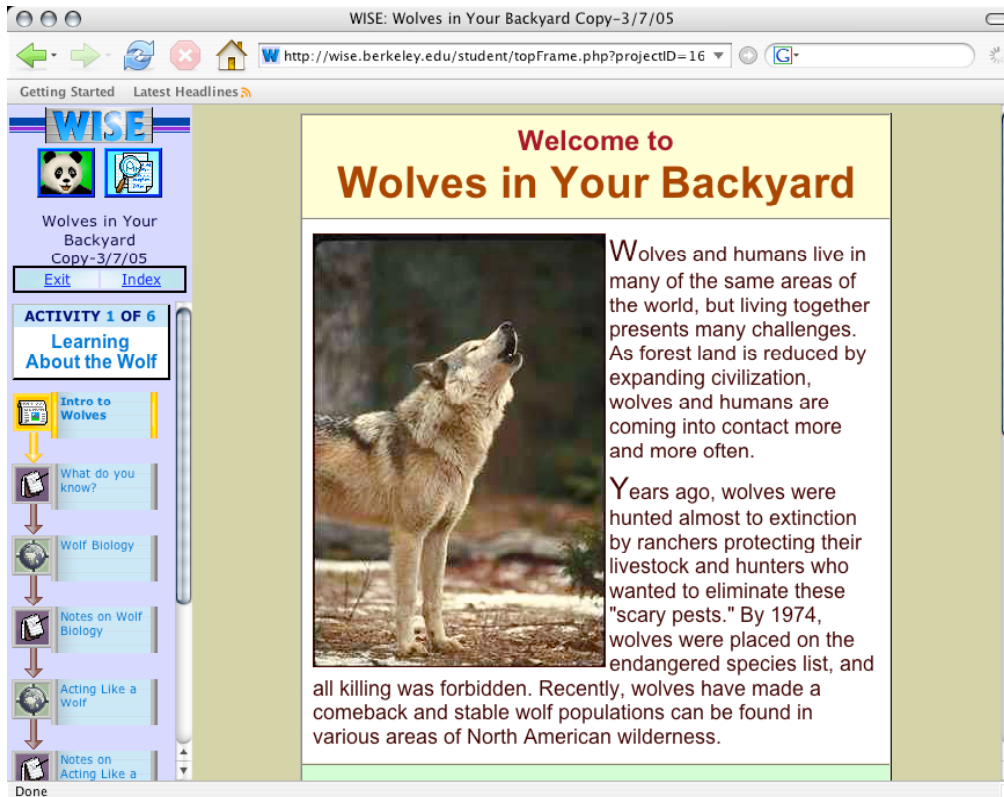 WISE: Wolves in Your Backyard Copy-3/7/05
http://wise.berkeley.edu/student/topFrame.php?projectID=16
G
Getting Started Latest Headlines
WISE
Wolves in Your
Backyard
Copy-3/7/05
Exit Index
ACTIVITY 1 OF 6
Learning
About the Wolf
Intro to
Wolves
What do you
know?
Wolf Biology
Notes on Wolf
Biology
Acting Like a
Wolf
Notes on
Acting Like a
Welcome to
Wolves in Your Backyard
Wolves and humans live in
many of the same areas of
the world, but living together
presents many challenges.
As forest land is reduced by
expanding civilization,
wolves and humans are
coming into contact more
and more often.
Years ago, wolves were
hunted almost to extinction
by ranchers protecting their
livestock and hunters who
wanted to eliminate these
"scary pests." By 1974,
wolves were placed on the
endangered species list, and
all killing was forbidden. Recently, wolves have made a
comeback and stable wolf populations can be found in
various areas of North American wilderness.
Done